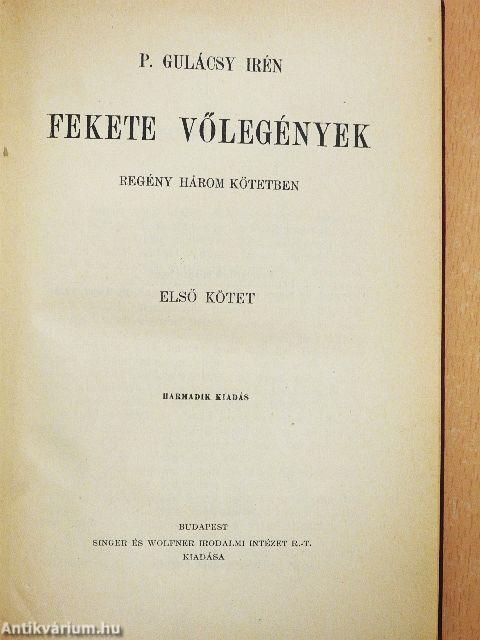 P. GULÁCSY IRÉN
FEKETE VŐLEGÉNYEK
REGÉNY HÁROM KÖTETBEN
ELSŐ KÖTET
HARMADIK KIADÁS
BUDAPEST
SINGER ÉS WOLFNER IRODALMI INTÉZET R.-T.
KIADÁSA
Antikvárium.hu